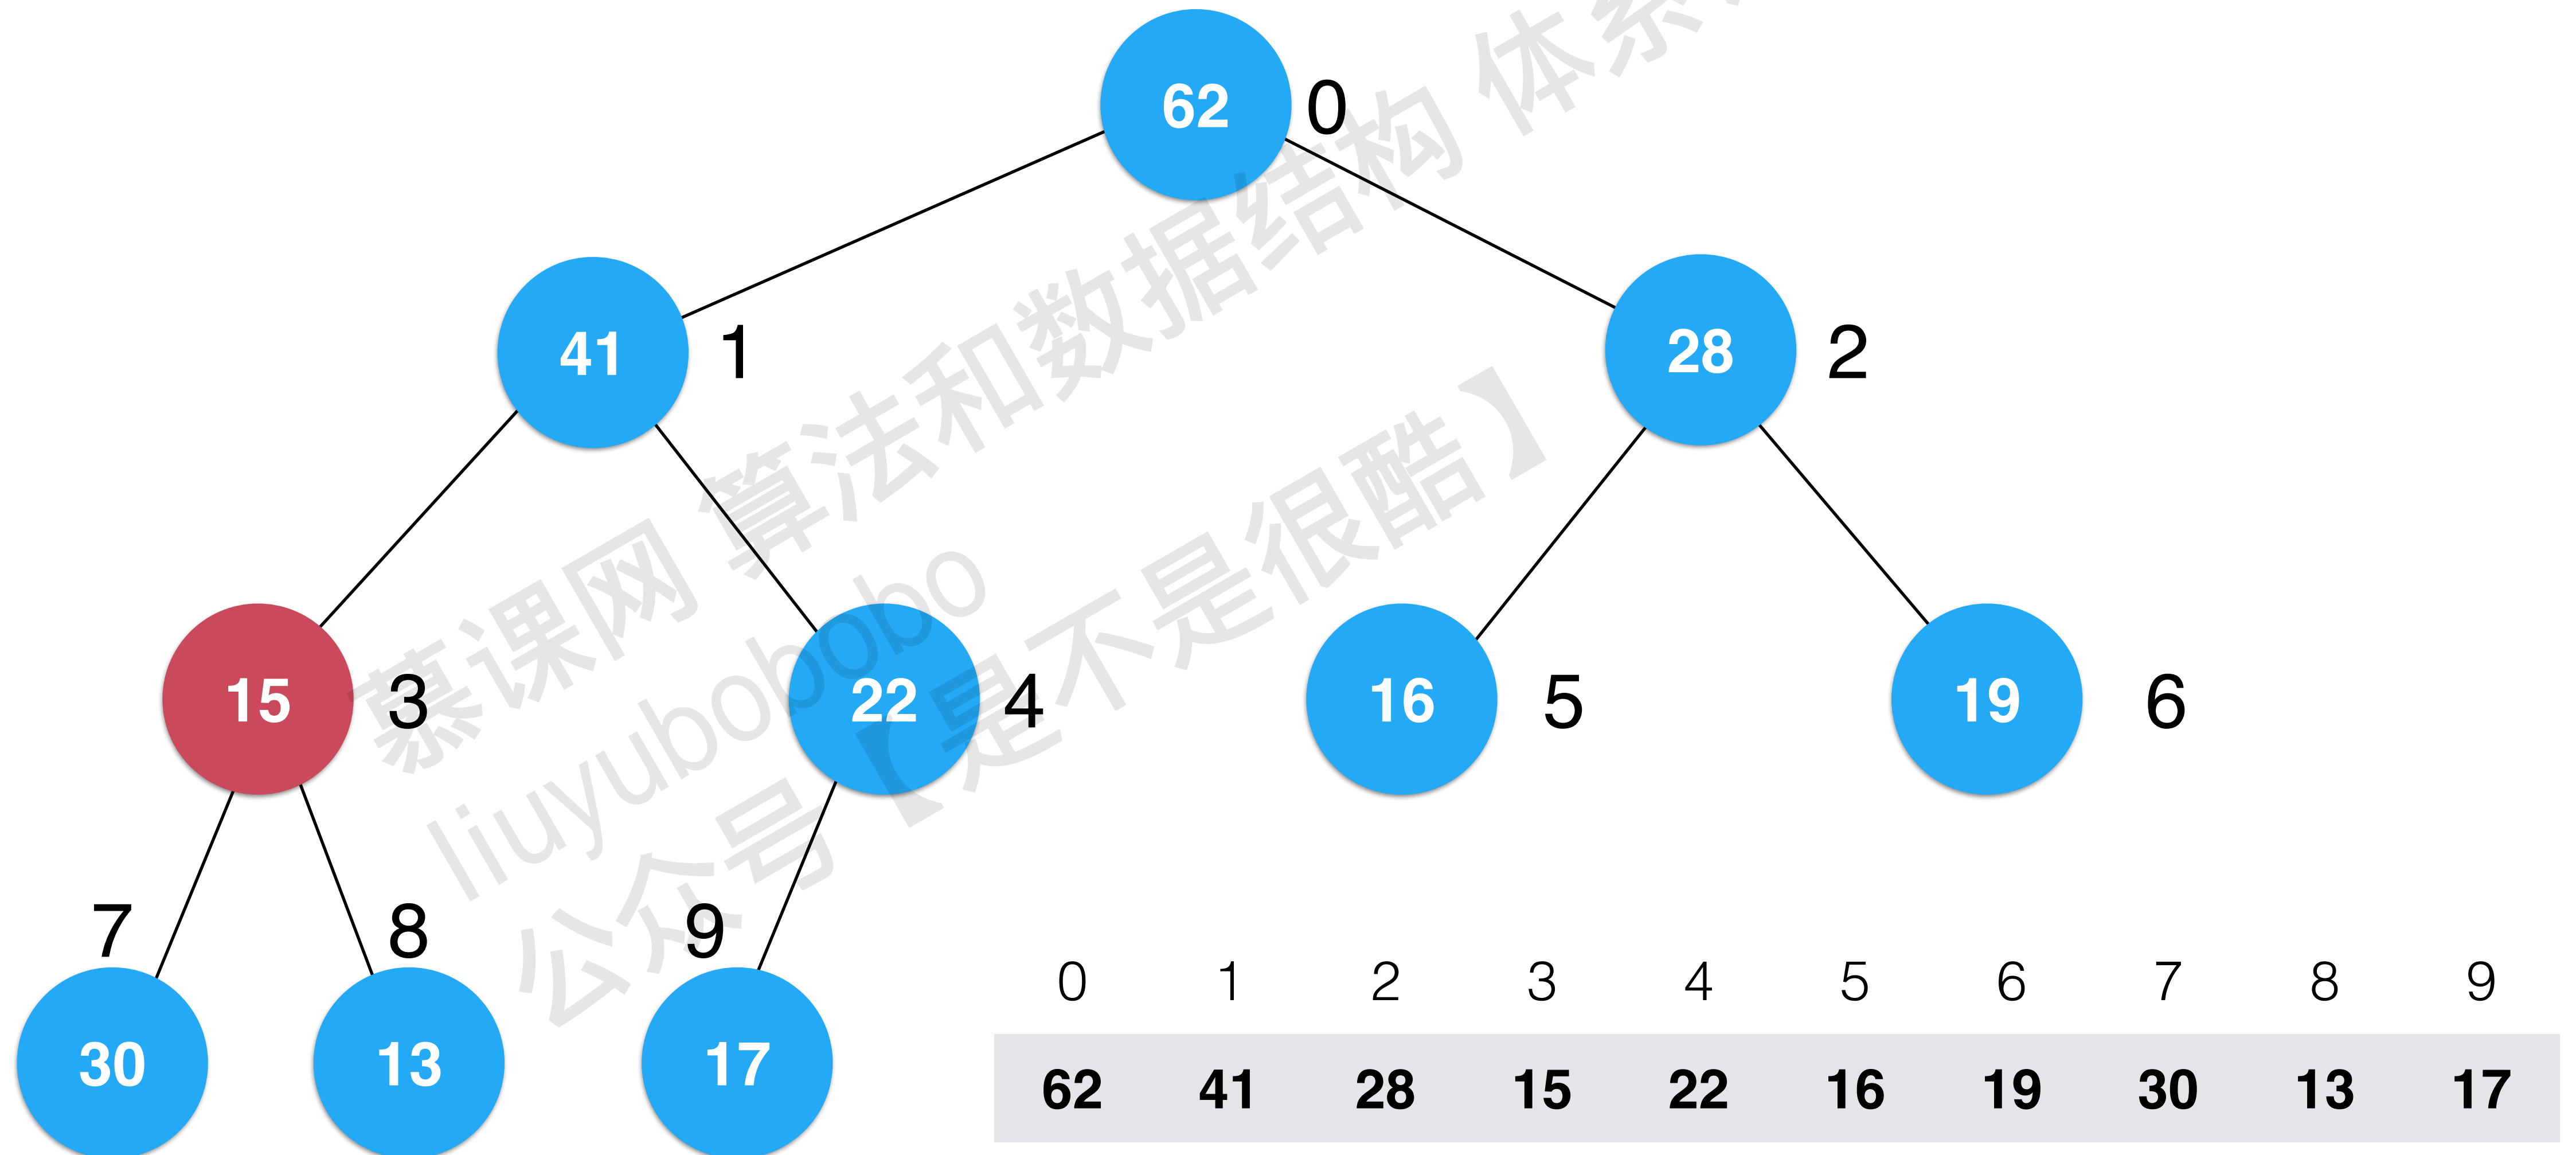 62 0
41 1 28 2
15 3 22 4 16 5 19 6
7 8 9
30 13 17
0 1 2 3 4 5 6 7 8 9
62 41 28 15 22 16 19 30 13 17
慕课网 算法和数据结构 体系
liuyubobobo
公众号【是不是很酷】